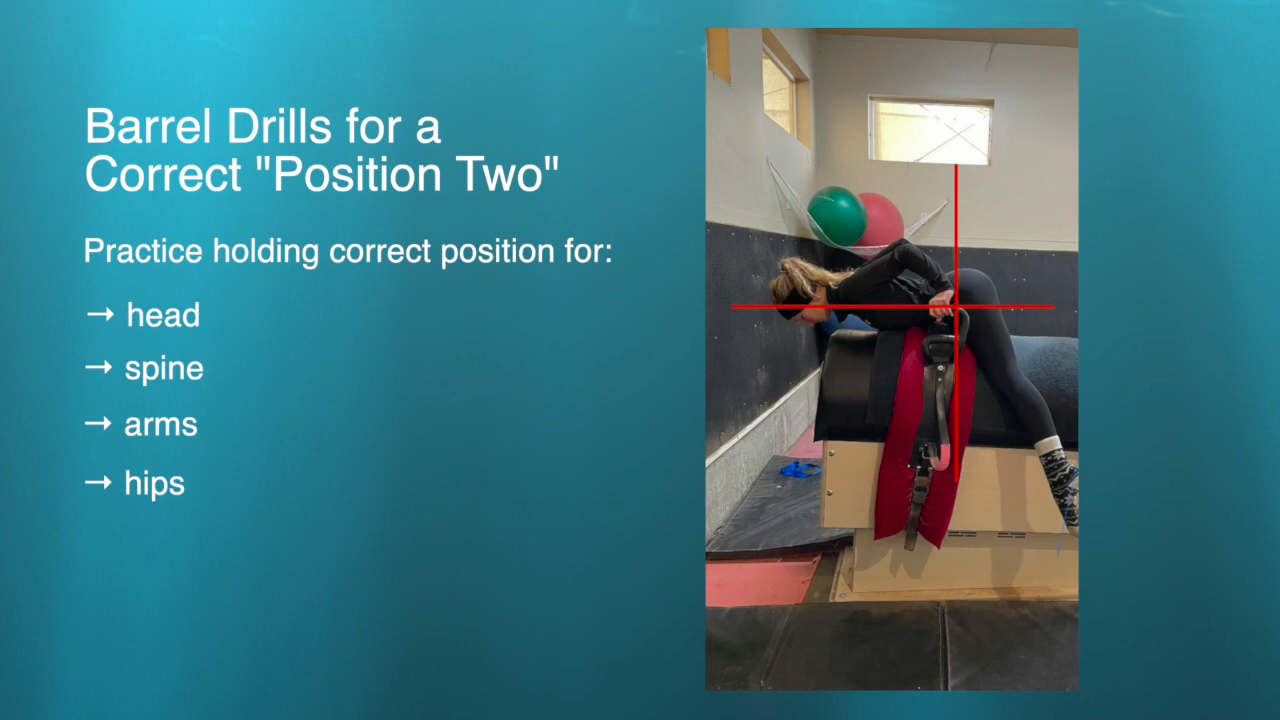 Barrel Drills for a
Correct "Position Two"
Practice holding correct position for:
→ head
→ spine
→ arms
→ hips